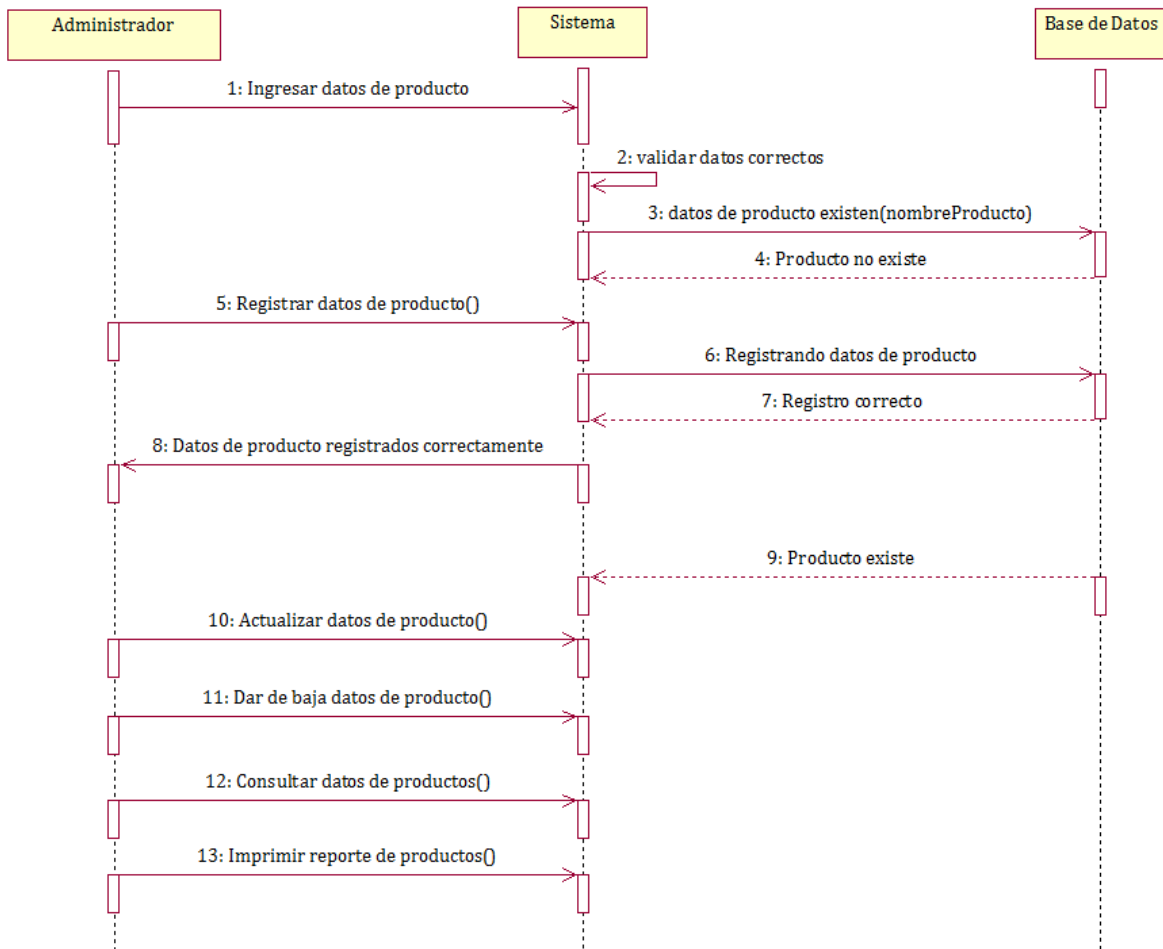 Administrador
Sistema
Base de Datos
1: Ingresar datos de producto
2: validar datos correctos
3: datos de producto existen(nombreProducto)
4: Producto no existe
5: Registrar datos de producto()
6: Registrando datos de producto
7: Registro correcto
8: Datos de producto registrados correctamente
9: Producto existe
10: Actualizar datos de producto()
11: Dar de baja datos de producto()
12: Consultar datos de productos()
13: Imprimir reporte de productos()